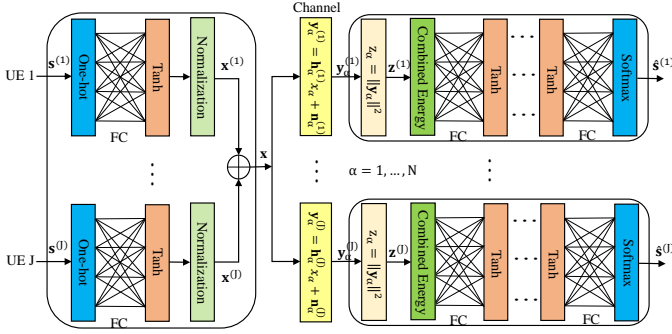 Channel
UE 1
s^{(1)}
One-hot
FC
Tanh
Normalization
x^{(1)}
y_α^{(1)} = h_α^{(1)} x_α + n_α^{(1)}
y_α^{(1)}
z_α = ||y_α||^2
z^{(1)}
Combined Energy
FC
Tanh
. . .
. . .
Tanh
FC
Softmax
ŝ^{(1)}
x
α = 1, … , N
UE J
s^{(J)}
One-hot
FC
Tanh
Normalization
x^{(J)}
y_α^{(J)} = h_α^{(J)} x_α + n_α^{(J)}
y_α^{(J)}
z_α = ||y_α||^2
z^{(J)}
Combined Energy
FC
Tanh
. . .
. . .
Tanh
FC
Softmax
ŝ^{(J)}